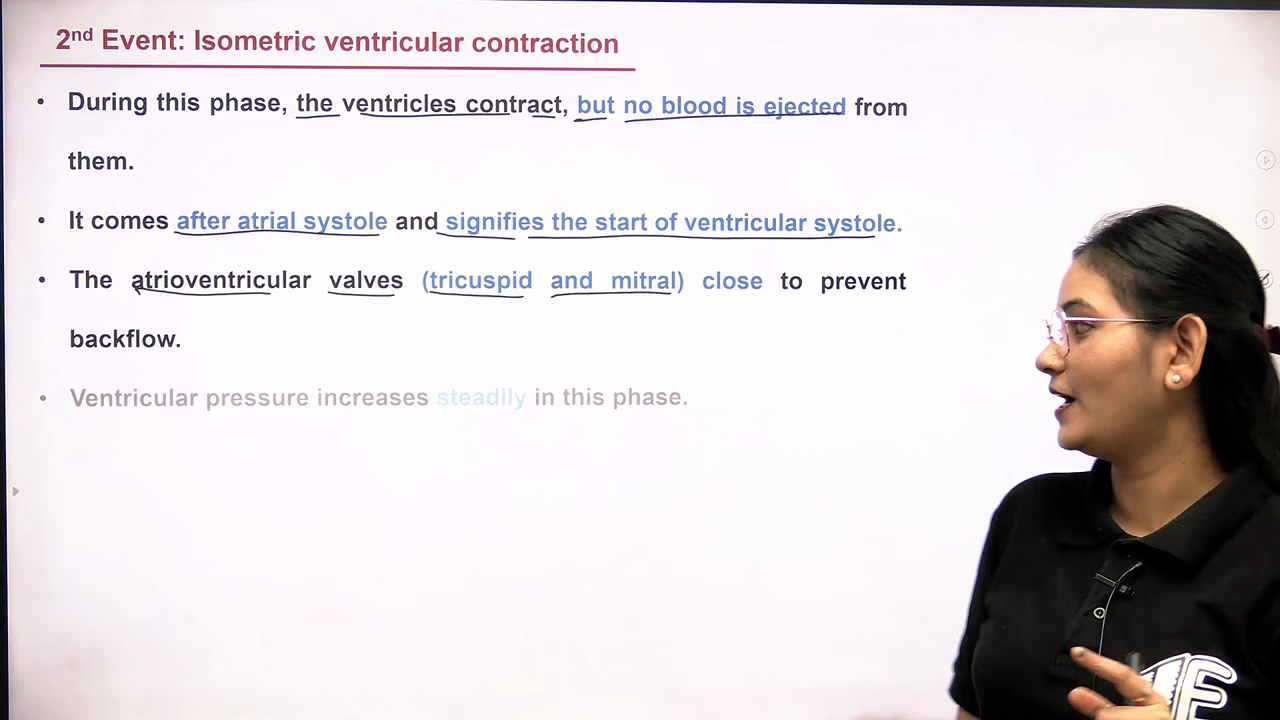 2nd Event: Isometric ventricular contraction
• During this phase, the ventricles contract, but no blood is ejected from
them.
• It comes after atrial systole and signifies the start of ventricular systole.
• The atrioventricular valves (tricuspid and mitral) close to prevent
backflow.
• Ventricular pressure increases steadily in this phase.